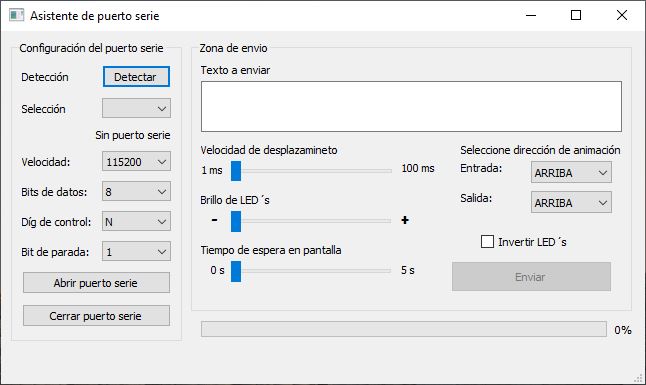 Asistente de puerto serie
Configuración del puerto serie
Detección
Detectar
Selección
Sin puerto serie
Velocidad:
115200
Bits de datos:
8
Díg de control:
N
Bit de parada:
1
Abrir puerto serie
Cerrar puerto serie
Zona de envio
Texto a enviar
Velocidad de desplazamineto
1 ms
100 ms
Brillo de LED´s
-
+
Tiempo de espera en pantalla
0 s
5 s
Seleccione dirección de animación
Entrada:
ARRIBA
Salida:
ARRIBA
Invertir LED´s
Enviar
0%